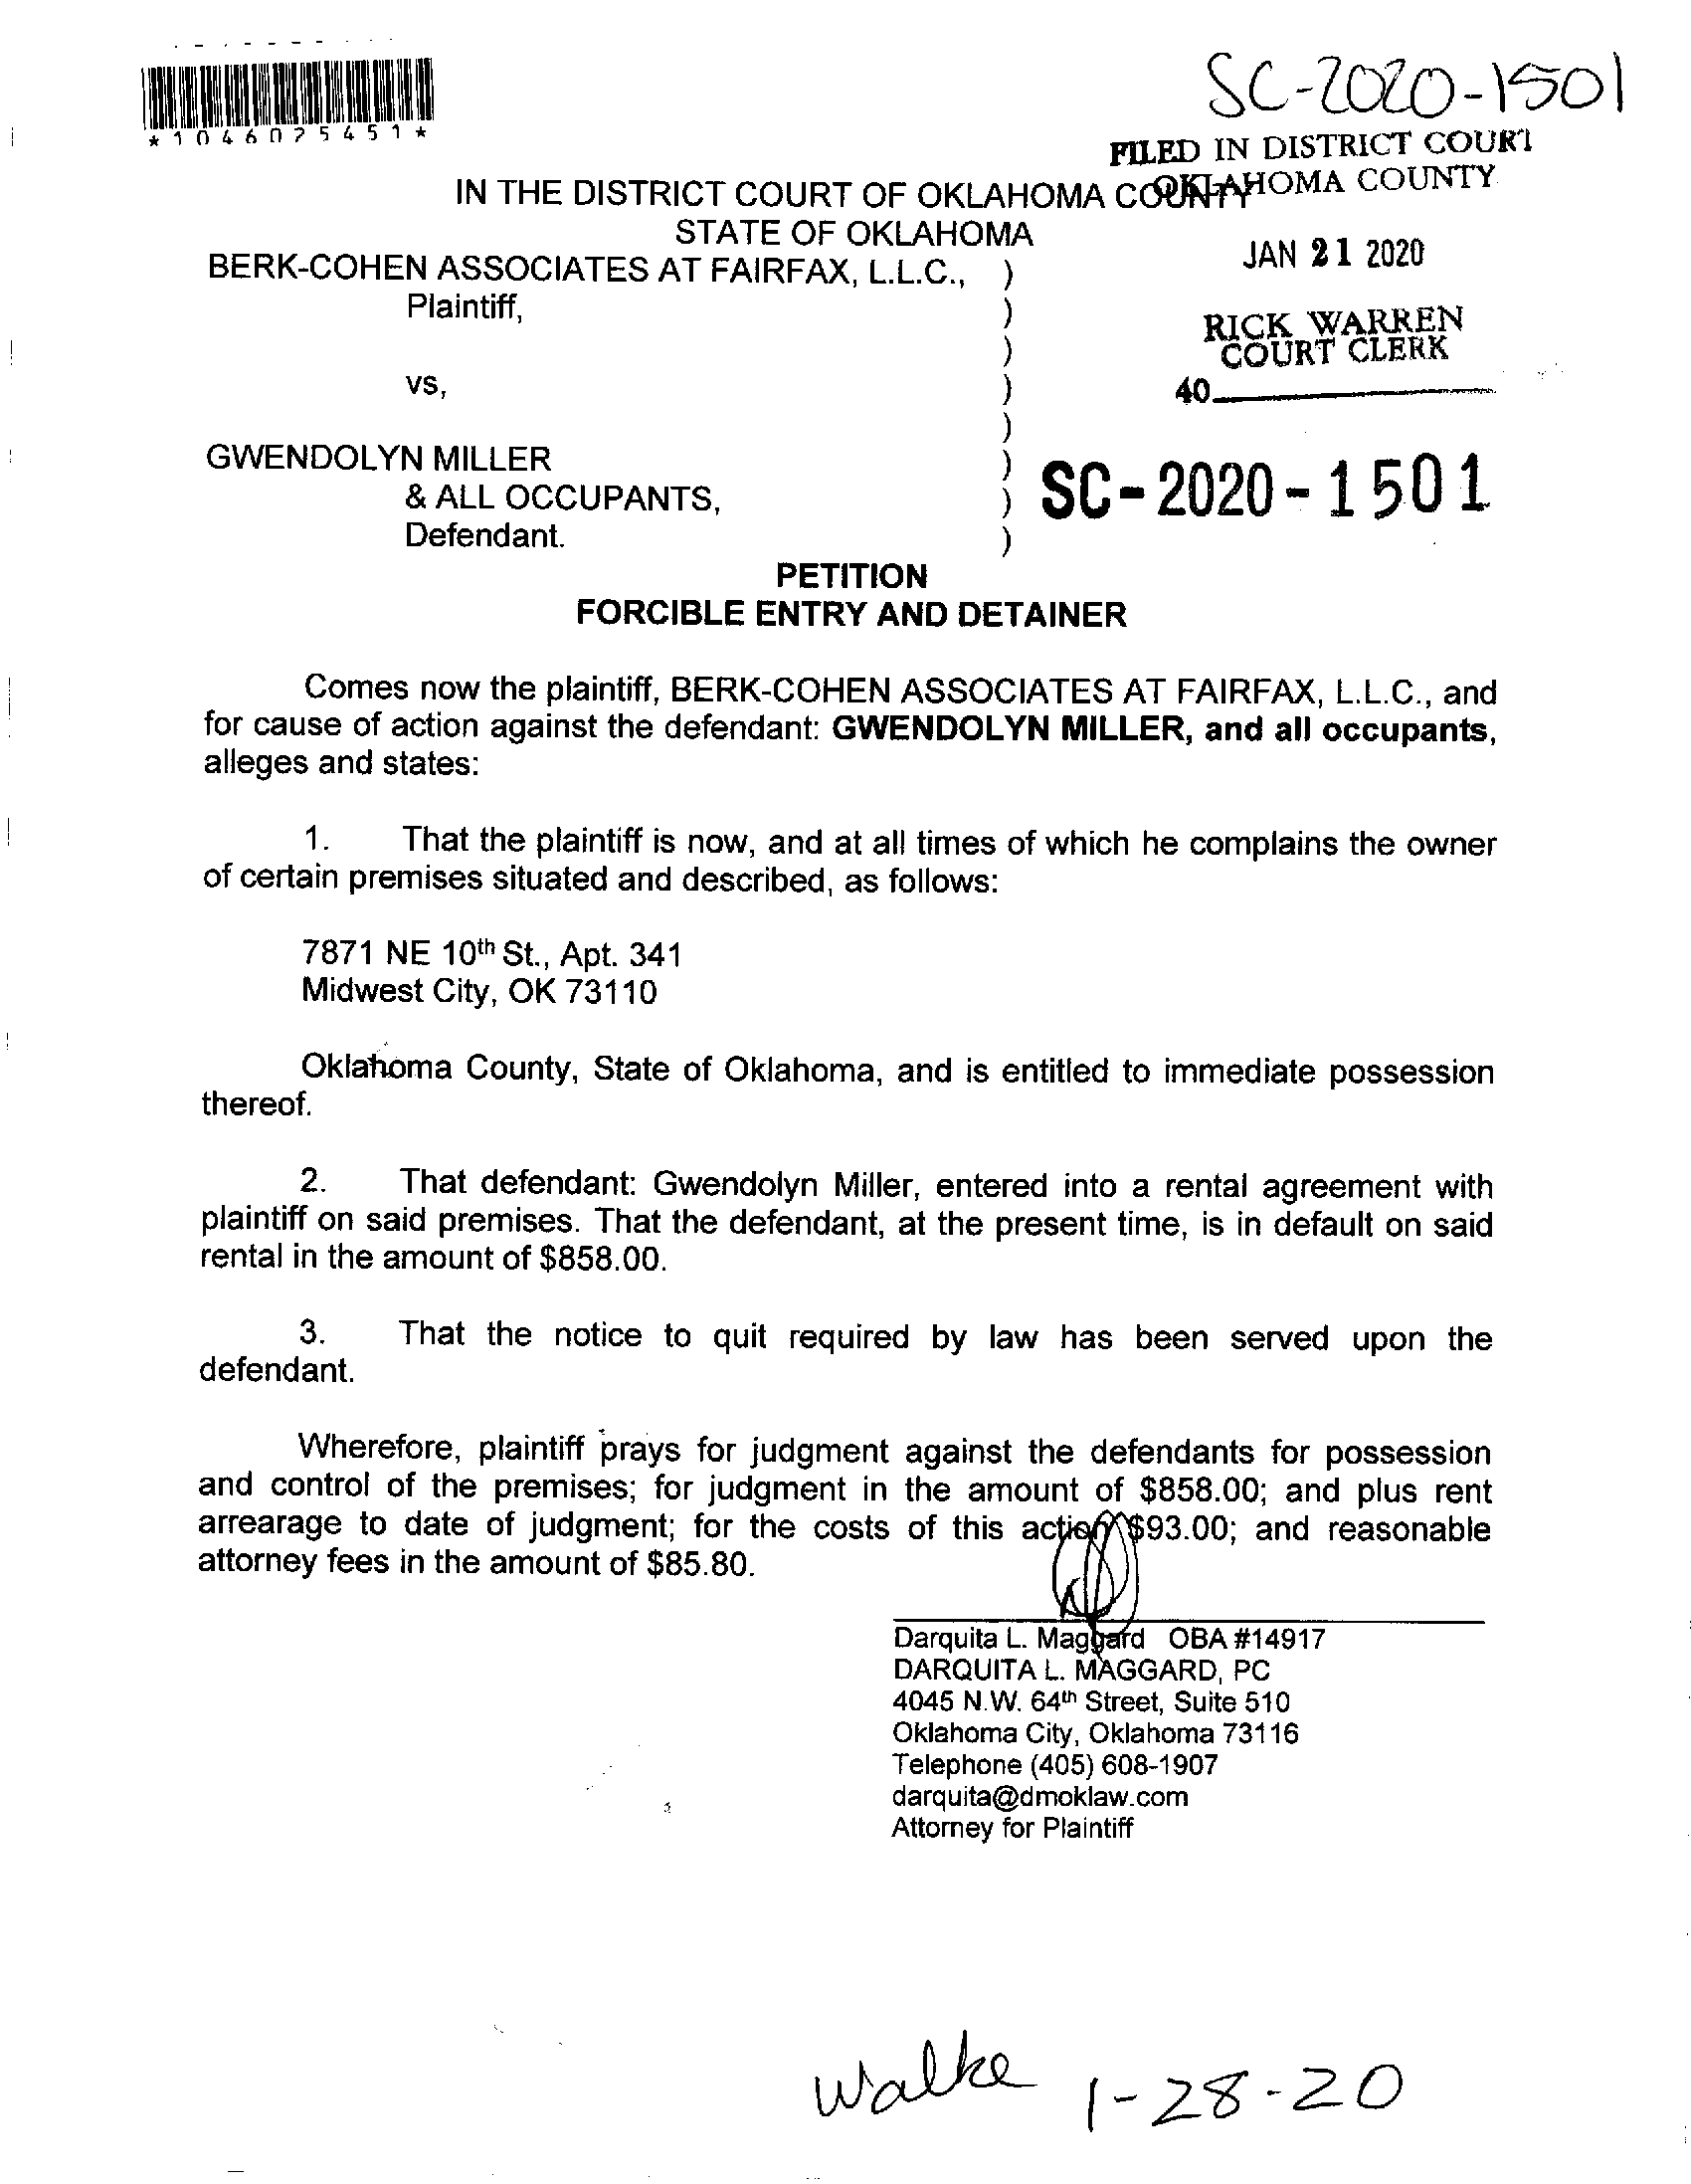 SC-2020-1501
*1046025451*
FILED IN DISTRICT COURT
OKLAHOMA COUNTY
IN THE DISTRICT COURT OF OKLAHOMA COUNTY
STATE OF OKLAHOMA
JAN 21 2020
BERK-COHEN ASSOCIATES AT FAIRFAX, L.L.C., )
Plaintiff, )
RICK WARREN
COURT CLERK
)
vs, )
40
)
GWENDOLYN MILLER )
& ALL OCCUPANTS, )
SC-2020-1501
Defendant. )
PETITION
FORCIBLE ENTRY AND DETAINER
Comes now the plaintiff, BERK-COHEN ASSOCIATES AT FAIRFAX, L.L.C., and
for cause of action against the defendant: GWENDOLYN MILLER, and all occupants,
alleges and states:
1. That the plaintiff is now, and at all times of which he complains the owner
of certain premises situated and described, as follows:
7871 NE 10th St., Apt. 341
Midwest City, OK 73110
Oklahoma County, State of Oklahoma, and is entitled to immediate possession
thereof.
2. That defendant: Gwendolyn Miller, entered into a rental agreement with
plaintiff on said premises. That the defendant, at the present time, is in default on said
rental in the amount of $858.00.
3. That the notice to quit required by law has been served upon the
defendant.
Wherefore, plaintiff prays for judgment against the defendants for possession
and control of the premises; for judgment in the amount of $858.00; and plus rent
arrearage to date of judgment; for the costs of this action $93.00; and reasonable
attorney fees in the amount of $85.80.
Darquita L. Maggard OBA #14917
DARQUITA L. MAGGARD, PC
4045 N.W. 64th Street, Suite 510
Oklahoma City, Oklahoma 73116
Telephone (405) 608-1907
darquita@dmoklaw.com
Attorney for Plaintiff
Walke 1-28-20